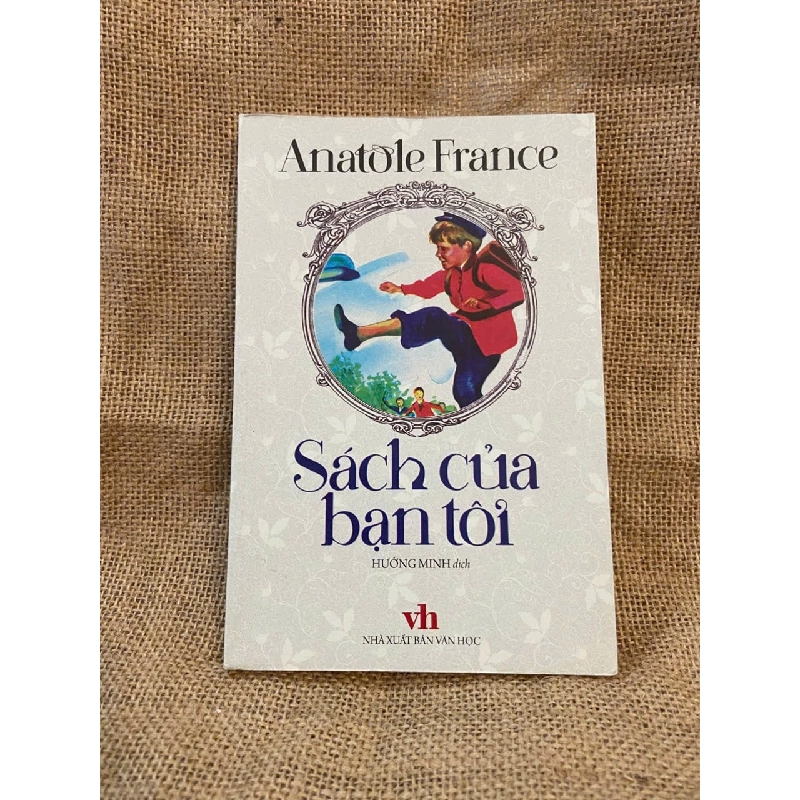 Anatole France
Sách của
bạn tôi
HƯỚNG MINH dịch
vh
NHÀ XUẤT BẢN VĂN HỌC